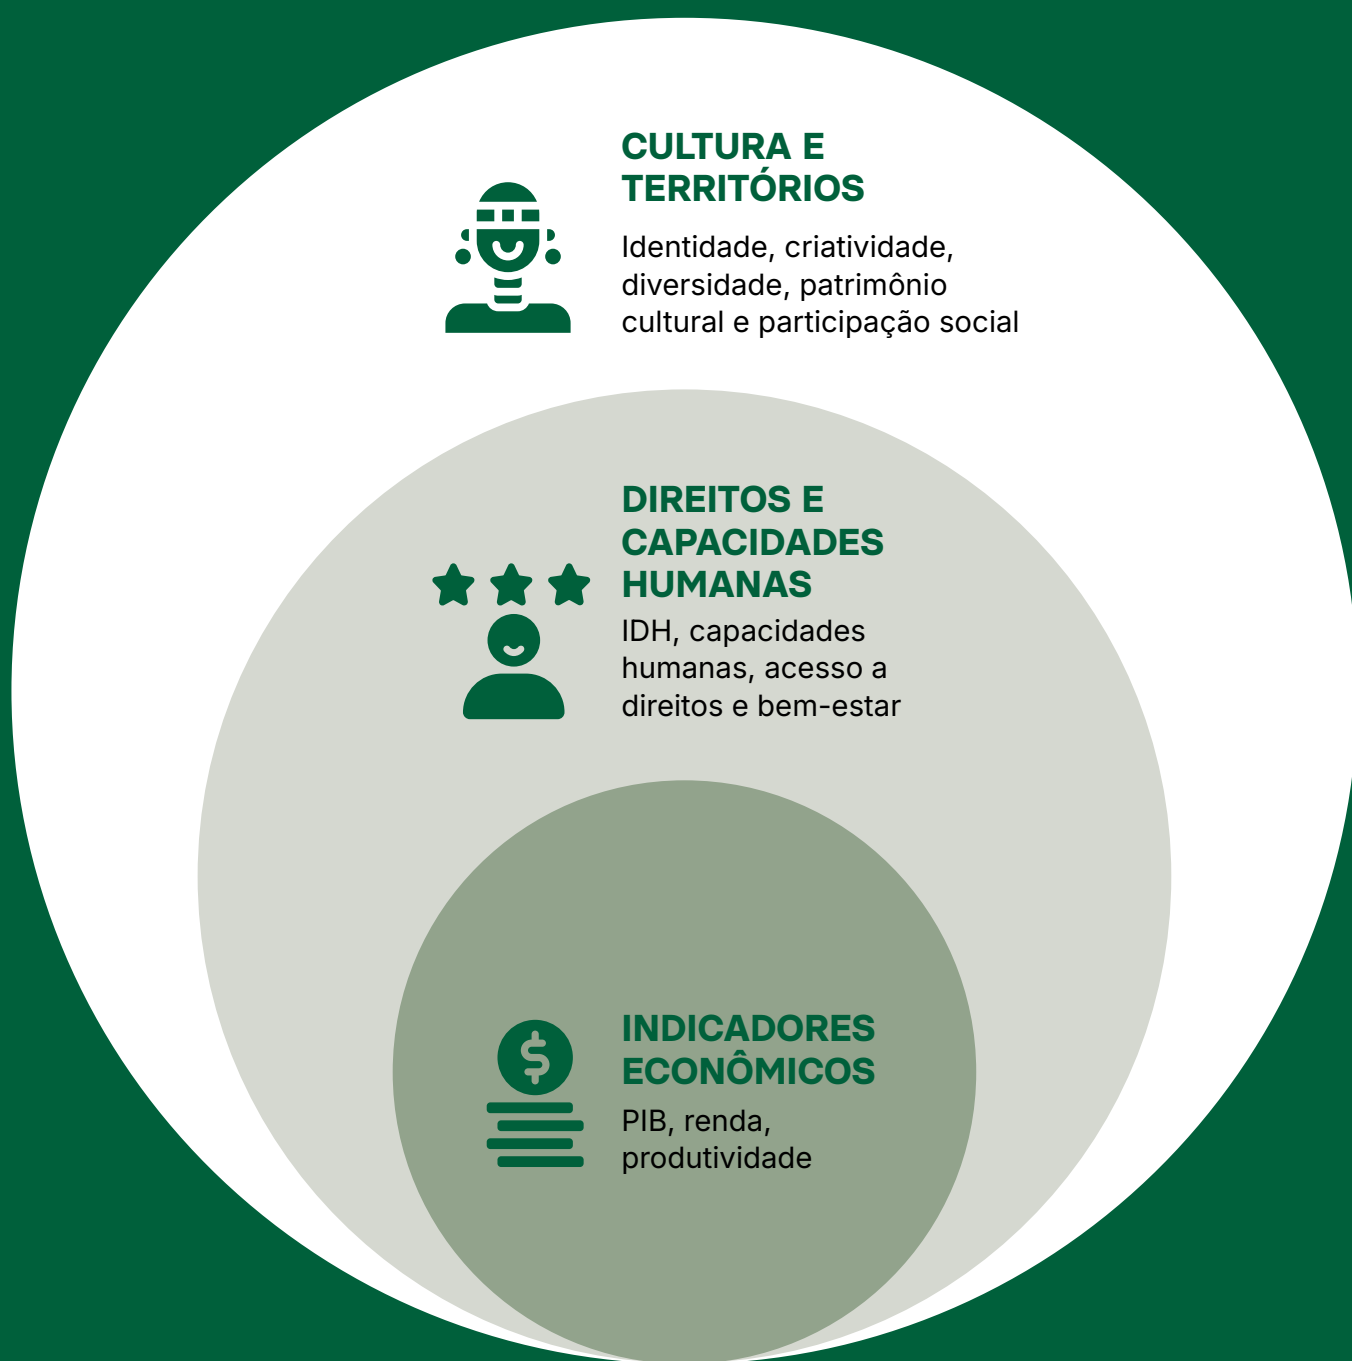 CULTURA E
TERRITÓRIOS
Identidade, criatividade,
diversidade, patrimônio
cultural e participação social
DIREITOS E
CAPACIDADES
HUMANAS
IDH, capacidades
humanas, acesso a
direitos e bem-estar
$
INDICADORES
ECONÔMICOS
PIB, renda,
produtividade